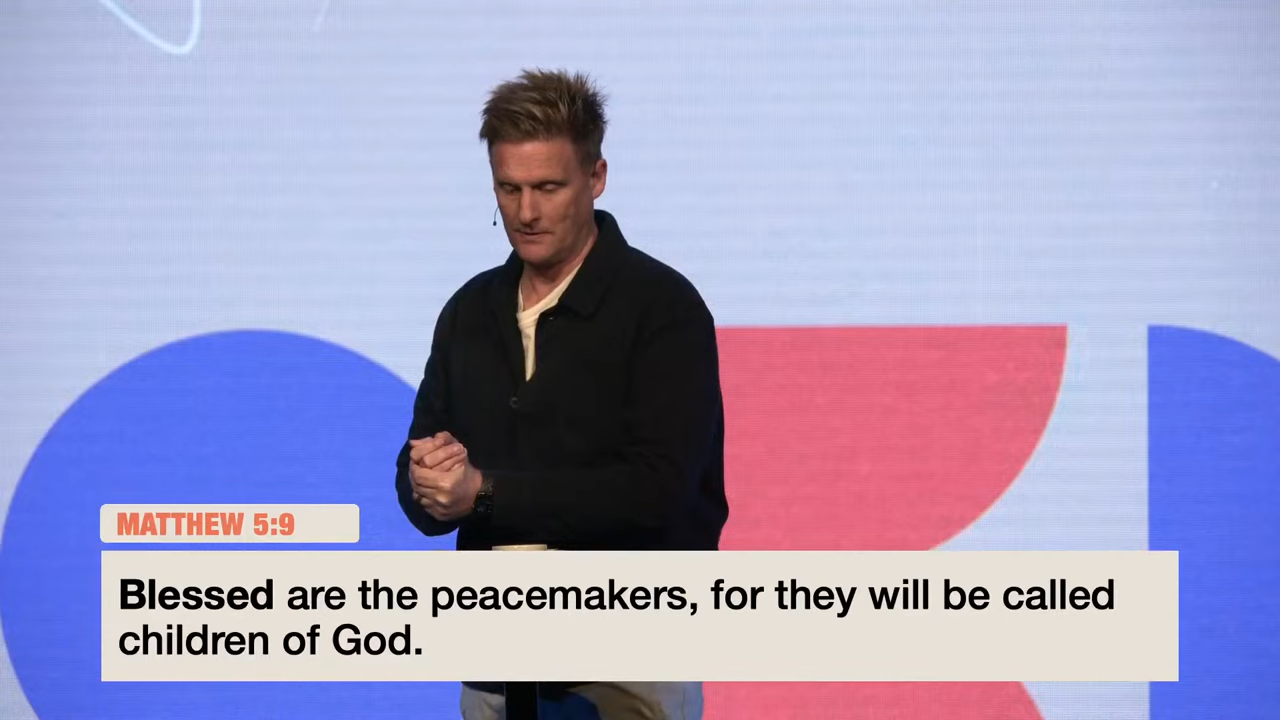 MATTHEW 5:9
Blessed are the peacemakers, for they will be called
children of God.